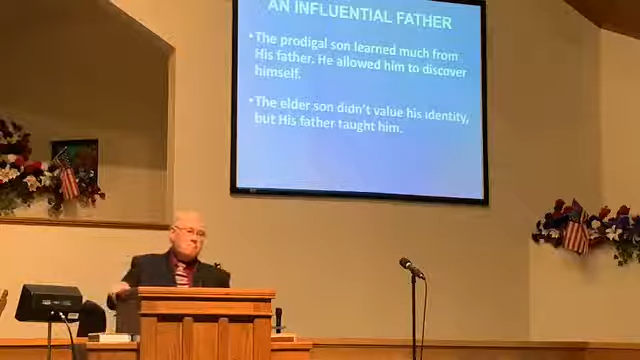 AN INFLUENTIAL FATHER
•The prodigal son learned much from
His father. He allowed him to discover
himself.
•The elder son didn't value his identity,
but His father taught him.